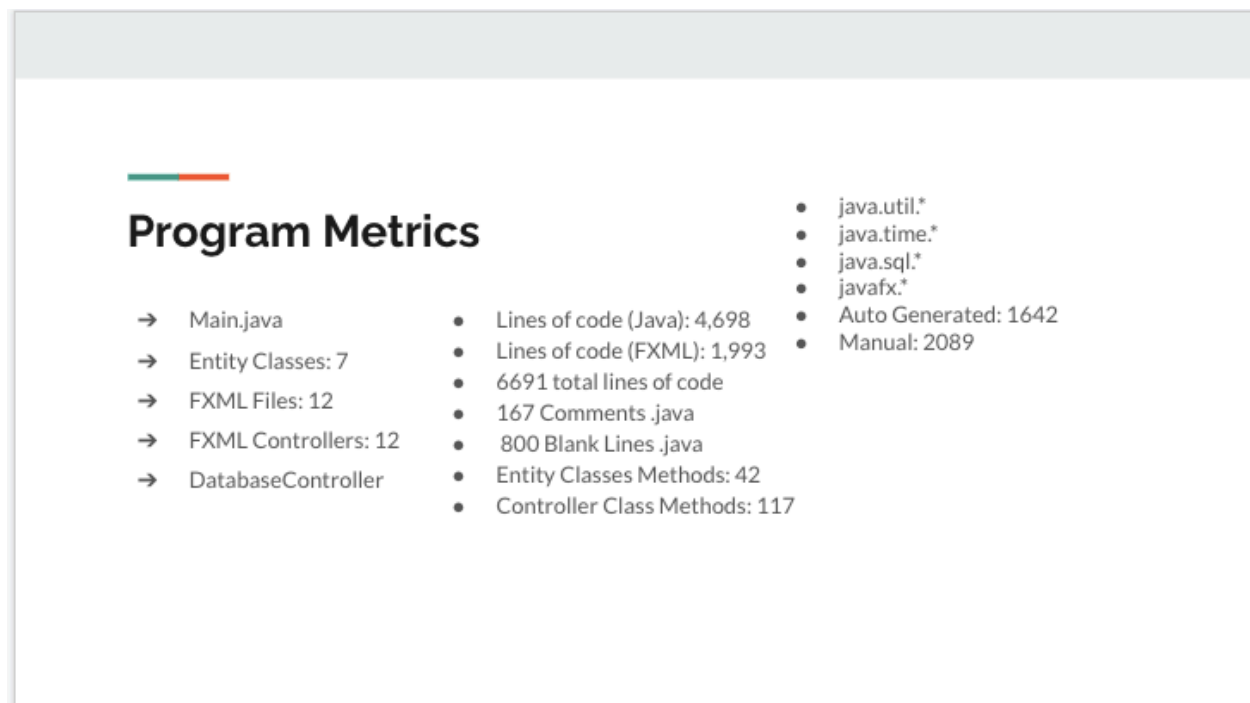 Program Metrics
Main.java
Entity Classes: 7
FXML Files: 12
FXML Controllers: 12
DatabaseController
Lines of code (Java): 4,698
Lines of code (FXML): 1,993
6691 total lines of code
167 Comments .java
800 Blank Lines .java
Entity Classes Methods: 42
Controller Class Methods: 117
java.util.*
java.time.*
java.sql.*
javafx.*
Auto Generated: 1642
Manual: 2089